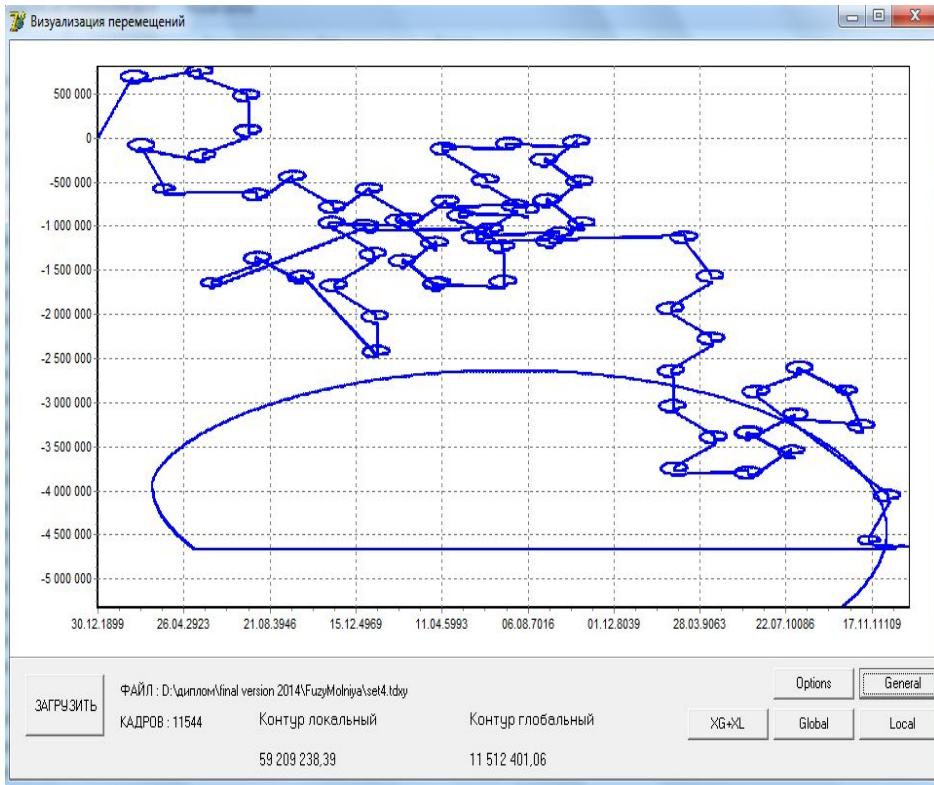 Визуализация перемещений
500 000
0
-500 000
-1 000 000
-1 500 000
-2 000 000
-2 500 000
-3 000 000
-3 500 000
-4 000 000
-4 500 000
-5 000 000
30.12.1899 26.04.2923 21.08.3946 15.12.4969 11.04.5993 06.08.7016 01.12.8039 28.03.9063 22.07.10086 17.11.11109
ЗАГРУЗИТЬ
ФАЙЛ : D:\диплом\final version 2014\FuzyMolniya\set4.tdxy
КАДРОВ : 11544
Контур локальный Контур глобальный
59 209 238,39 11 512 401,06
Options General
XG+XL Global Local